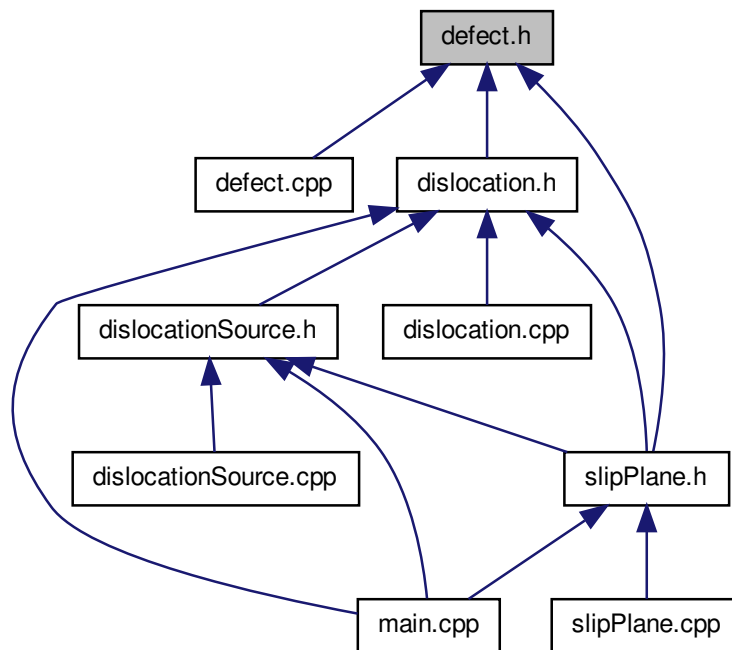 defect.h
defect.cpp
dislocation.h
dislocationSource.h
dislocation.cpp
dislocationSource.cpp
slipPlane.h
main.cpp
slipPlane.cpp